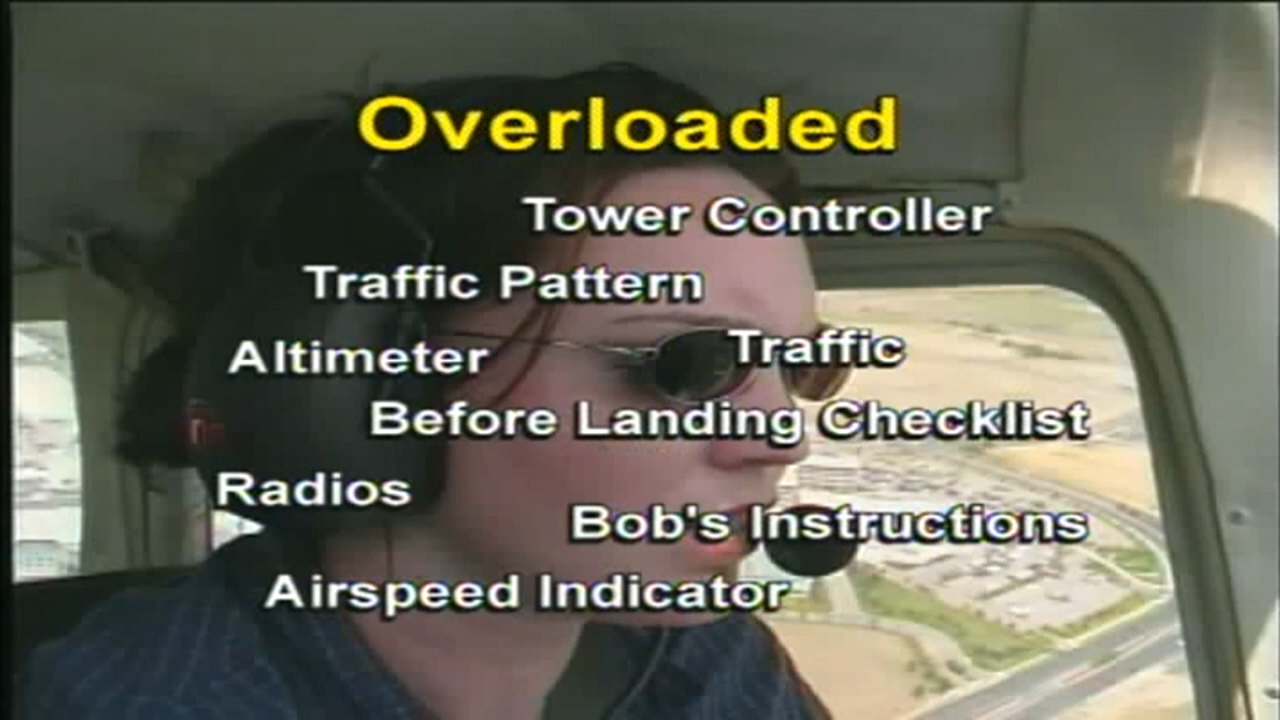 Overloaded
Tower Controller
Traffic Pattern
Traffic
Altimeter
Before Landing Checklist
Radios
Bob's Instructions
Airspeed Indicator